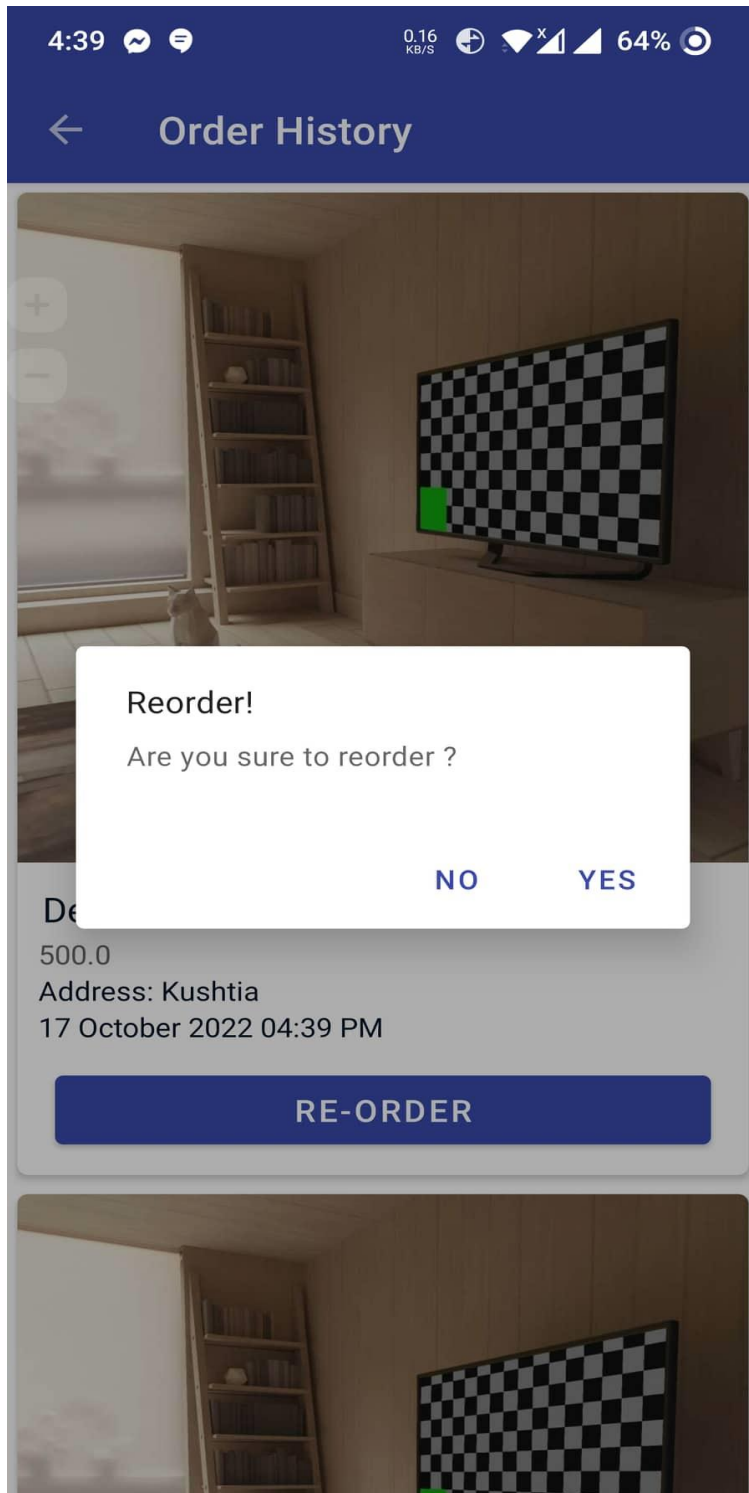 4:39
0.16
KB/S
64%
Order History
Reorder!
Are you sure to reorder ?
NO YES
500.0
Address: Kushtia
17 October 2022 04:39 PM
RE-ORDER